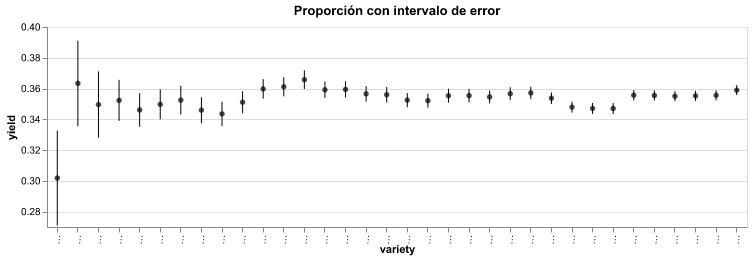 Proporción con intervalo de error
yield
0.40
0.38
0.36
0.34
0.32
0.30
0.28
… … … … … … … … … … … … … … … … … … … … … … … … … … … … … … … … … …
variety